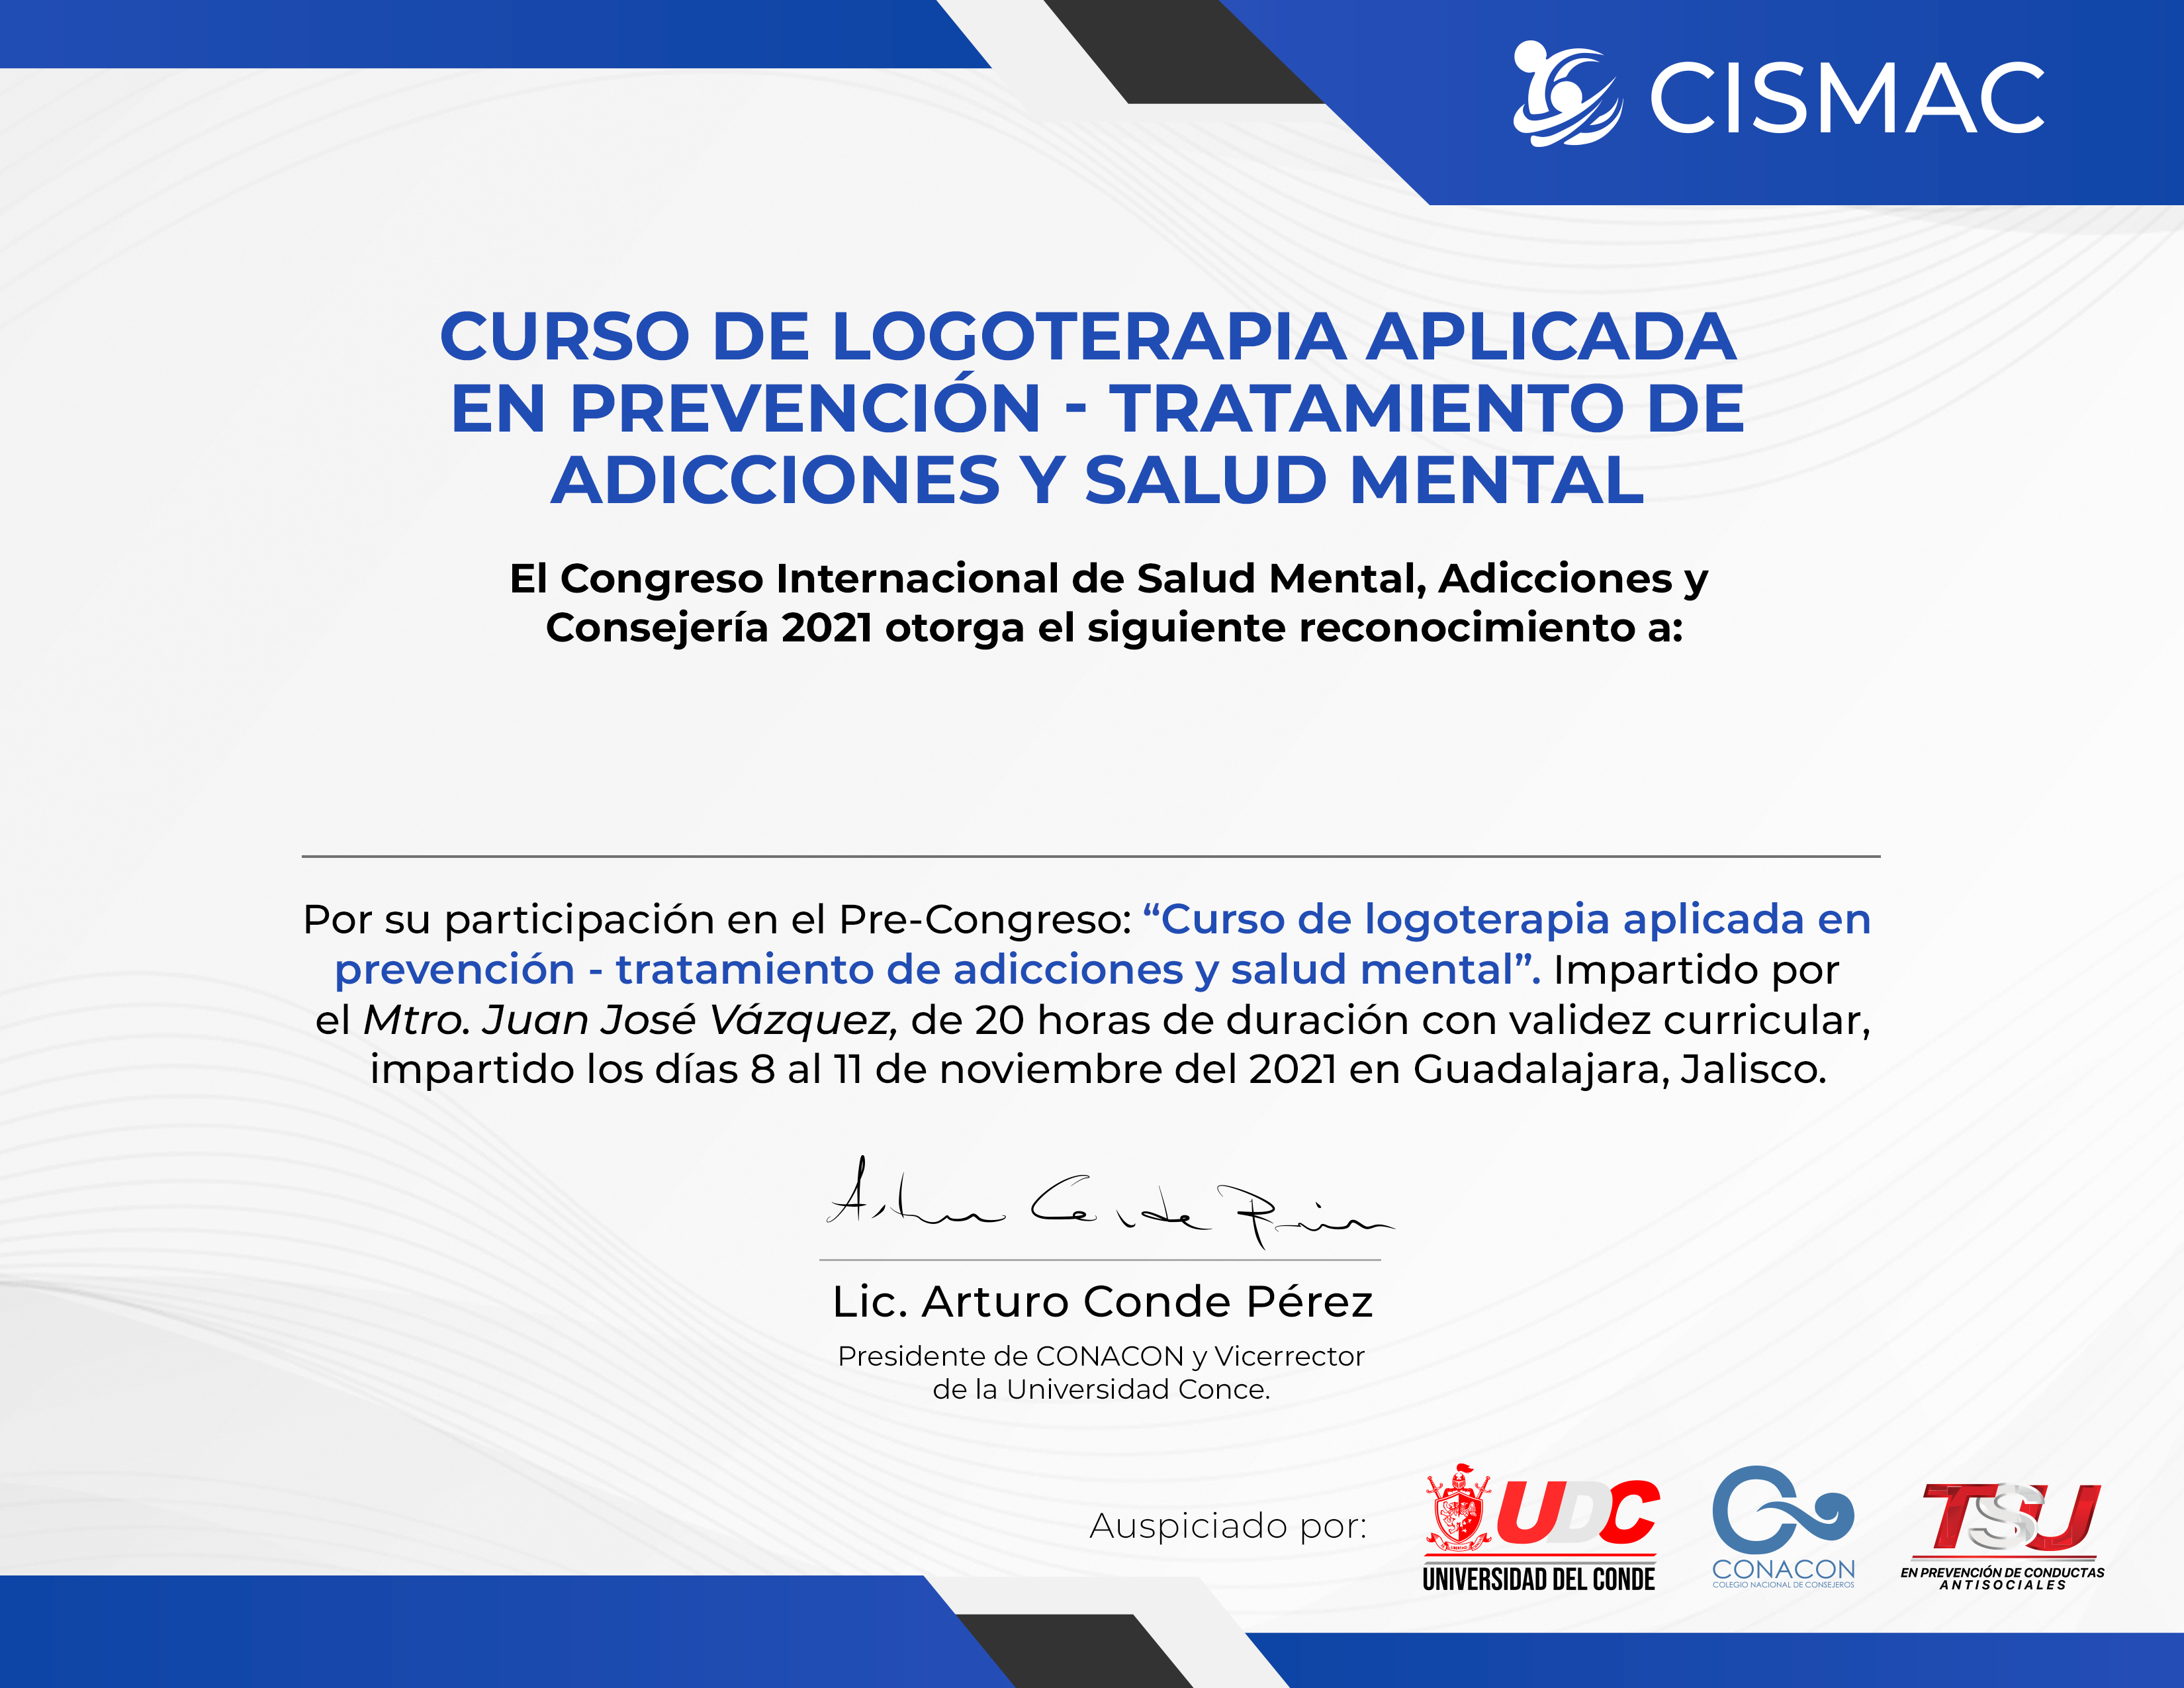 CISMAC
CURSO DE LOGOTERAPIA APLICADA
EN PREVENCIÓN - TRATAMIENTO DE
ADICCIONES Y SALUD MENTAL
El Congreso Internacional de Salud Mental, Adicciones y
Consejería 2021 otorga el siguiente reconocimiento a:
Por su participación en el Pre-Congreso: “Curso de logoterapia aplicada en
prevención - tratamiento de adicciones y salud mental”. Impartido por
el Mtro. Juan José Vázquez, de 20 horas de duración con validez curricular,
impartido los días 8 al 11 de noviembre del 2021 en Guadalajara, Jalisco.
Arturo Conde Pérez
Lic. Arturo Conde Pérez
Presidente de CONACON y Vicerrector
de la Universidad Conce.
Auspiciado por:
UDC
UNIVERSIDAD DEL CONDE
CONACON
COLEGIO NACIONAL DE CONSEJEROS
TSU
EN PREVENCIÓN DE CONDUCTAS
ANTISOCIALES